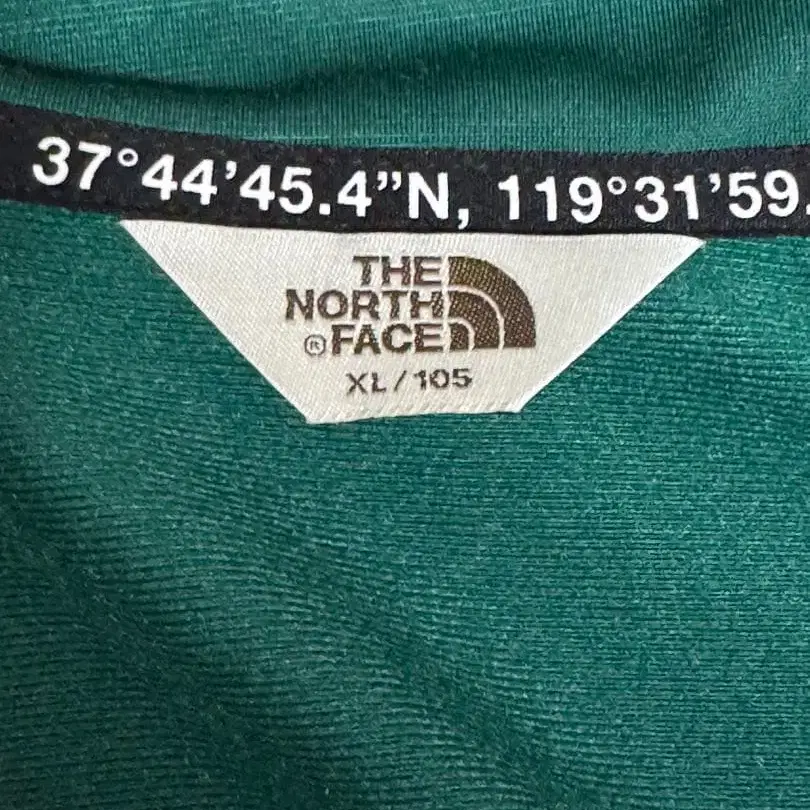 37°44’45.4”N, 119°31’59.
THE
NORTH
®FACE
XL/105